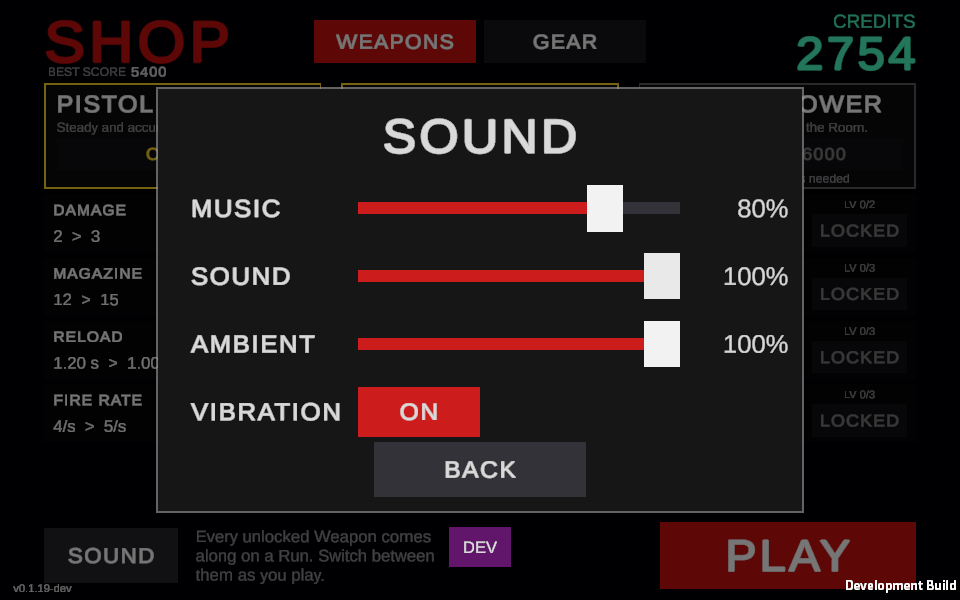 SHOP
BEST SCORE 5400
WEAPONS
GEAR
CREDITS
2754
PISTOL
OWER
Steady and accu
the Room.
6000
needed
SOUND
MUSIC
80%
SOUND
100%
AMBIENT
100%
VIBRATION
ON
BACK
DAMAGE
2 > 3
LV 0/2
LOCKED
MAGAZINE
12 > 15
LV 0/3
LOCKED
RELOAD
1.20 s > 1.00
LV 0/3
LOCKED
FIRE RATE
4/s > 5/s
LV 0/3
LOCKED
SOUND
Every unlocked Weapon comes
along on a Run. Switch between
them as you play.
DEV
PLAY
v0.1.19-dev
Development Build